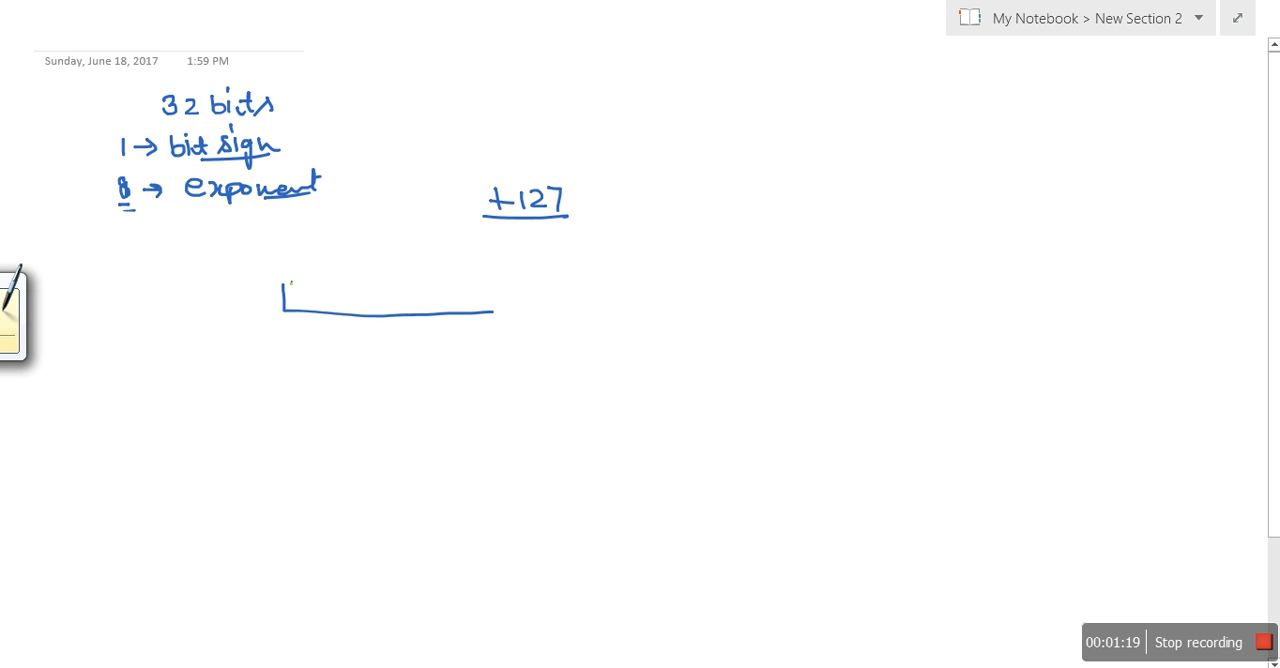 My Notebook > New Section 2
Sunday, June 18, 2017 1:59 PM
32 bits
1 → bit sign
8 → exponent
+127
00:01:19 Stop recording